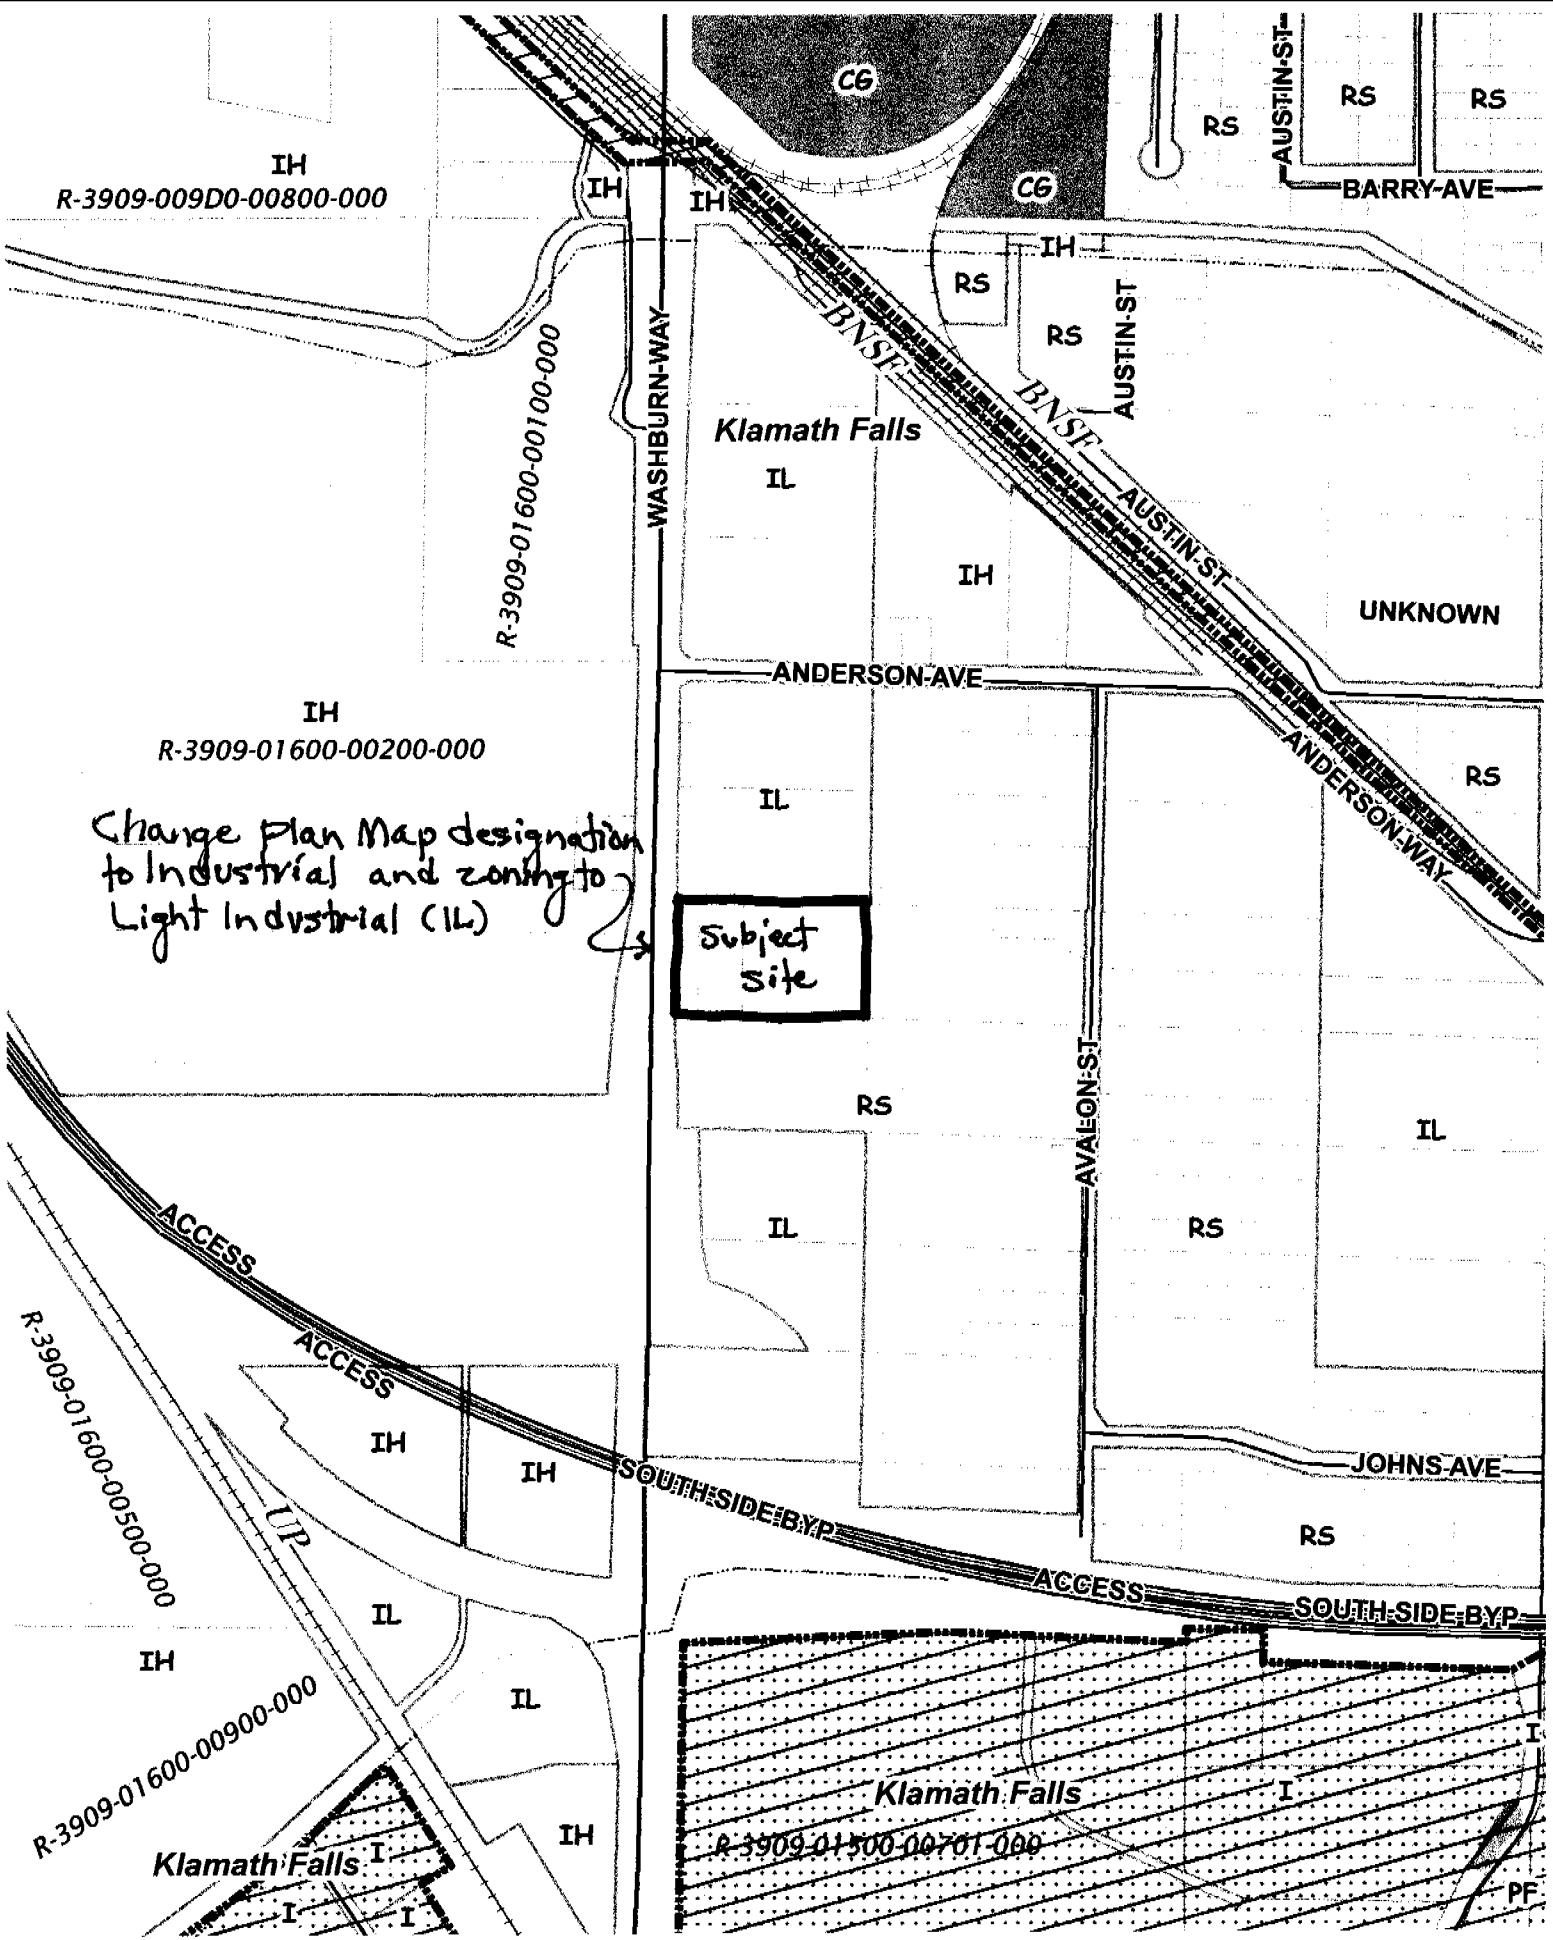 CG
AUSTIN-ST
RS
RS
RS
IH
R-3909-009D0-00800-000
IH
IH
CG
BARRY-AVE
IH
RS
RS
AUSTIN-ST
BNSF
BNSF
WASHBURN-WAY
R-3909-01600-00100-000
Klamath Falls
IL
AUSTIN-ST
IH
UNKNOWN
ANDERSON-AVE
IH
R-3909-01600-00200-000
ANDERSON-WAY
RS
IL
Change Plan Map designation
to Industrial and zoning to
Light Industrial (IL)
Subject
Site
AVALON-ST
RS
IL
IL
RS
ACCESS
ACCESS
R-3909-01600-00500-000
IH
IH
UP
SOUTH-SIDE-BYP
JOHNS-AVE
RS
ACCESS
SOUTH-SIDE-BYP
IL
IH
IL
R-3909-01600-00900-000
I
Klamath Falls
I
R-3909-01500-00701-000
IH
Klamath Falls
I
I
I
PF